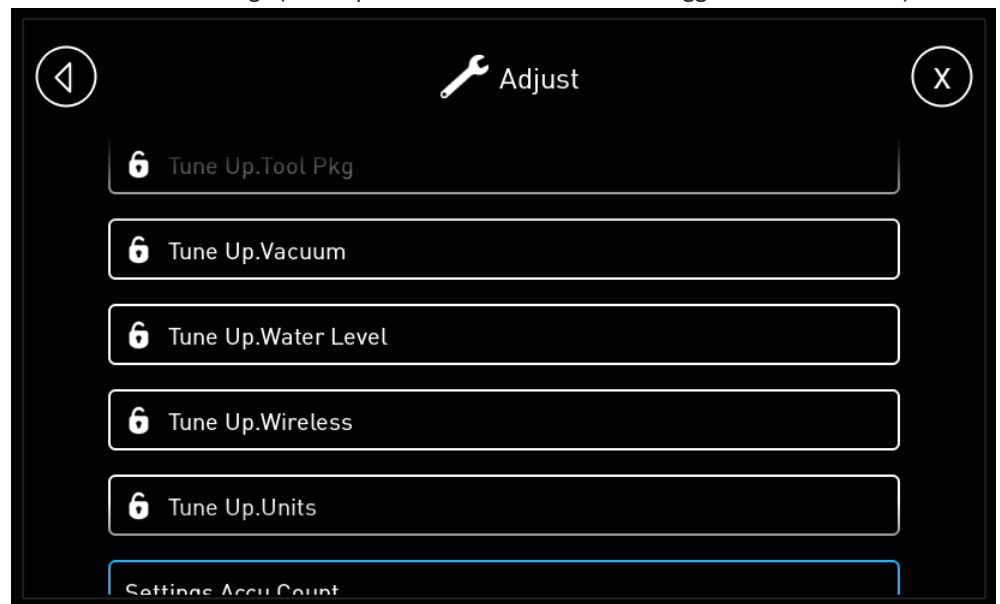 Adjust
X
Tune Up.Tool Pkg
Tune Up.Vacuum
Tune Up.Water Level
Tune Up.Wireless
Tune Up.Units
Settings Accu Count